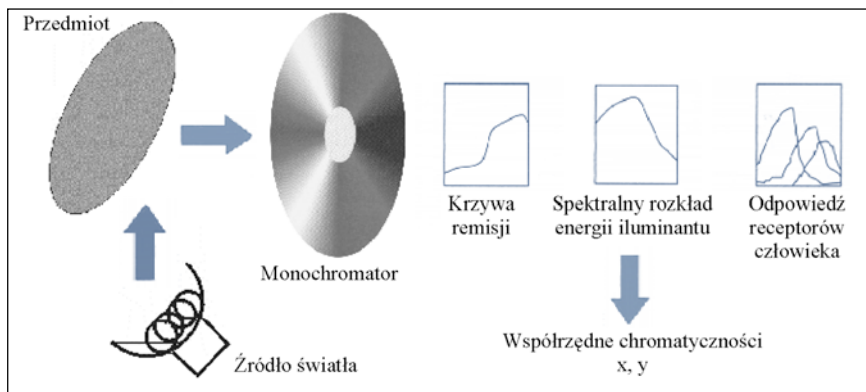 Przedmiot
Monochromator
Źródło światła
Krzywa
remisji
Spektralny rozkład
energii iluminantu
Odpowiedź
receptorów
człowieka
Współrzędne chromatyczności
x, y